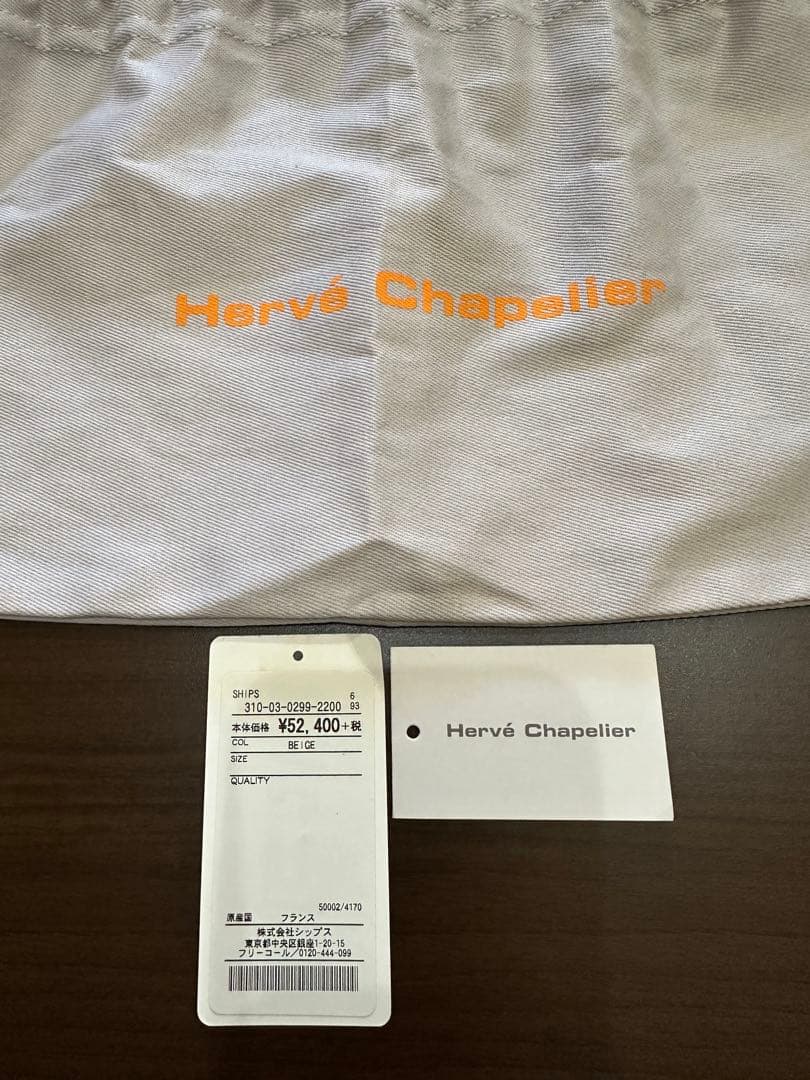 Hervé Chapelier
SHIPS 6
310-03-0299-2200 93
本体価格 ¥52,400+税
COL BEIGE
SIZE
QUALITY
50002/4170
原産国 フランス
株式会社シップス
東京都中央区銀座1-20-15
フリーコール/0120-444-099
Hervé Chapelier